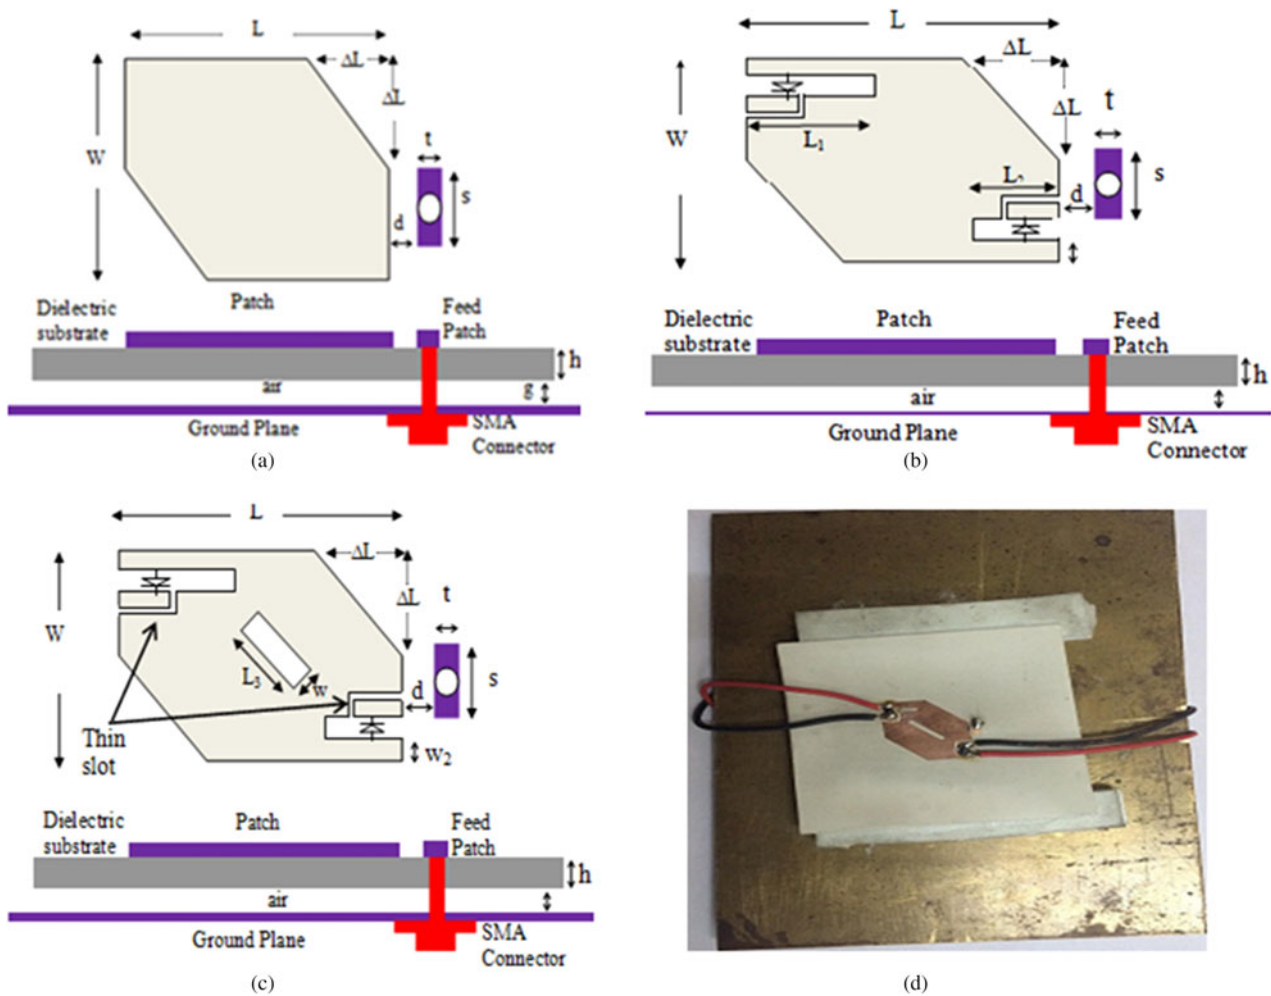 L
ΔL
ΔL
W
t
s
d
Patch
Dielectric
substrate
Feed
Patch
h
air
g
SMA
Connector
Ground Plane
(a)
L
ΔL
ΔL
W
t
s
L₁
L₂
d
Dielectric
substrate
Patch
Feed
Patch
h
air
SMA
Connector
Ground Plane
(b)
L
ΔL
ΔL
W
t
s
L₃
w
d
Thin
slot
W₂
Dielectric
substrate
Patch
Feed
Patch
h
air
SMA
Connector
Ground Plane
(c)
(d)